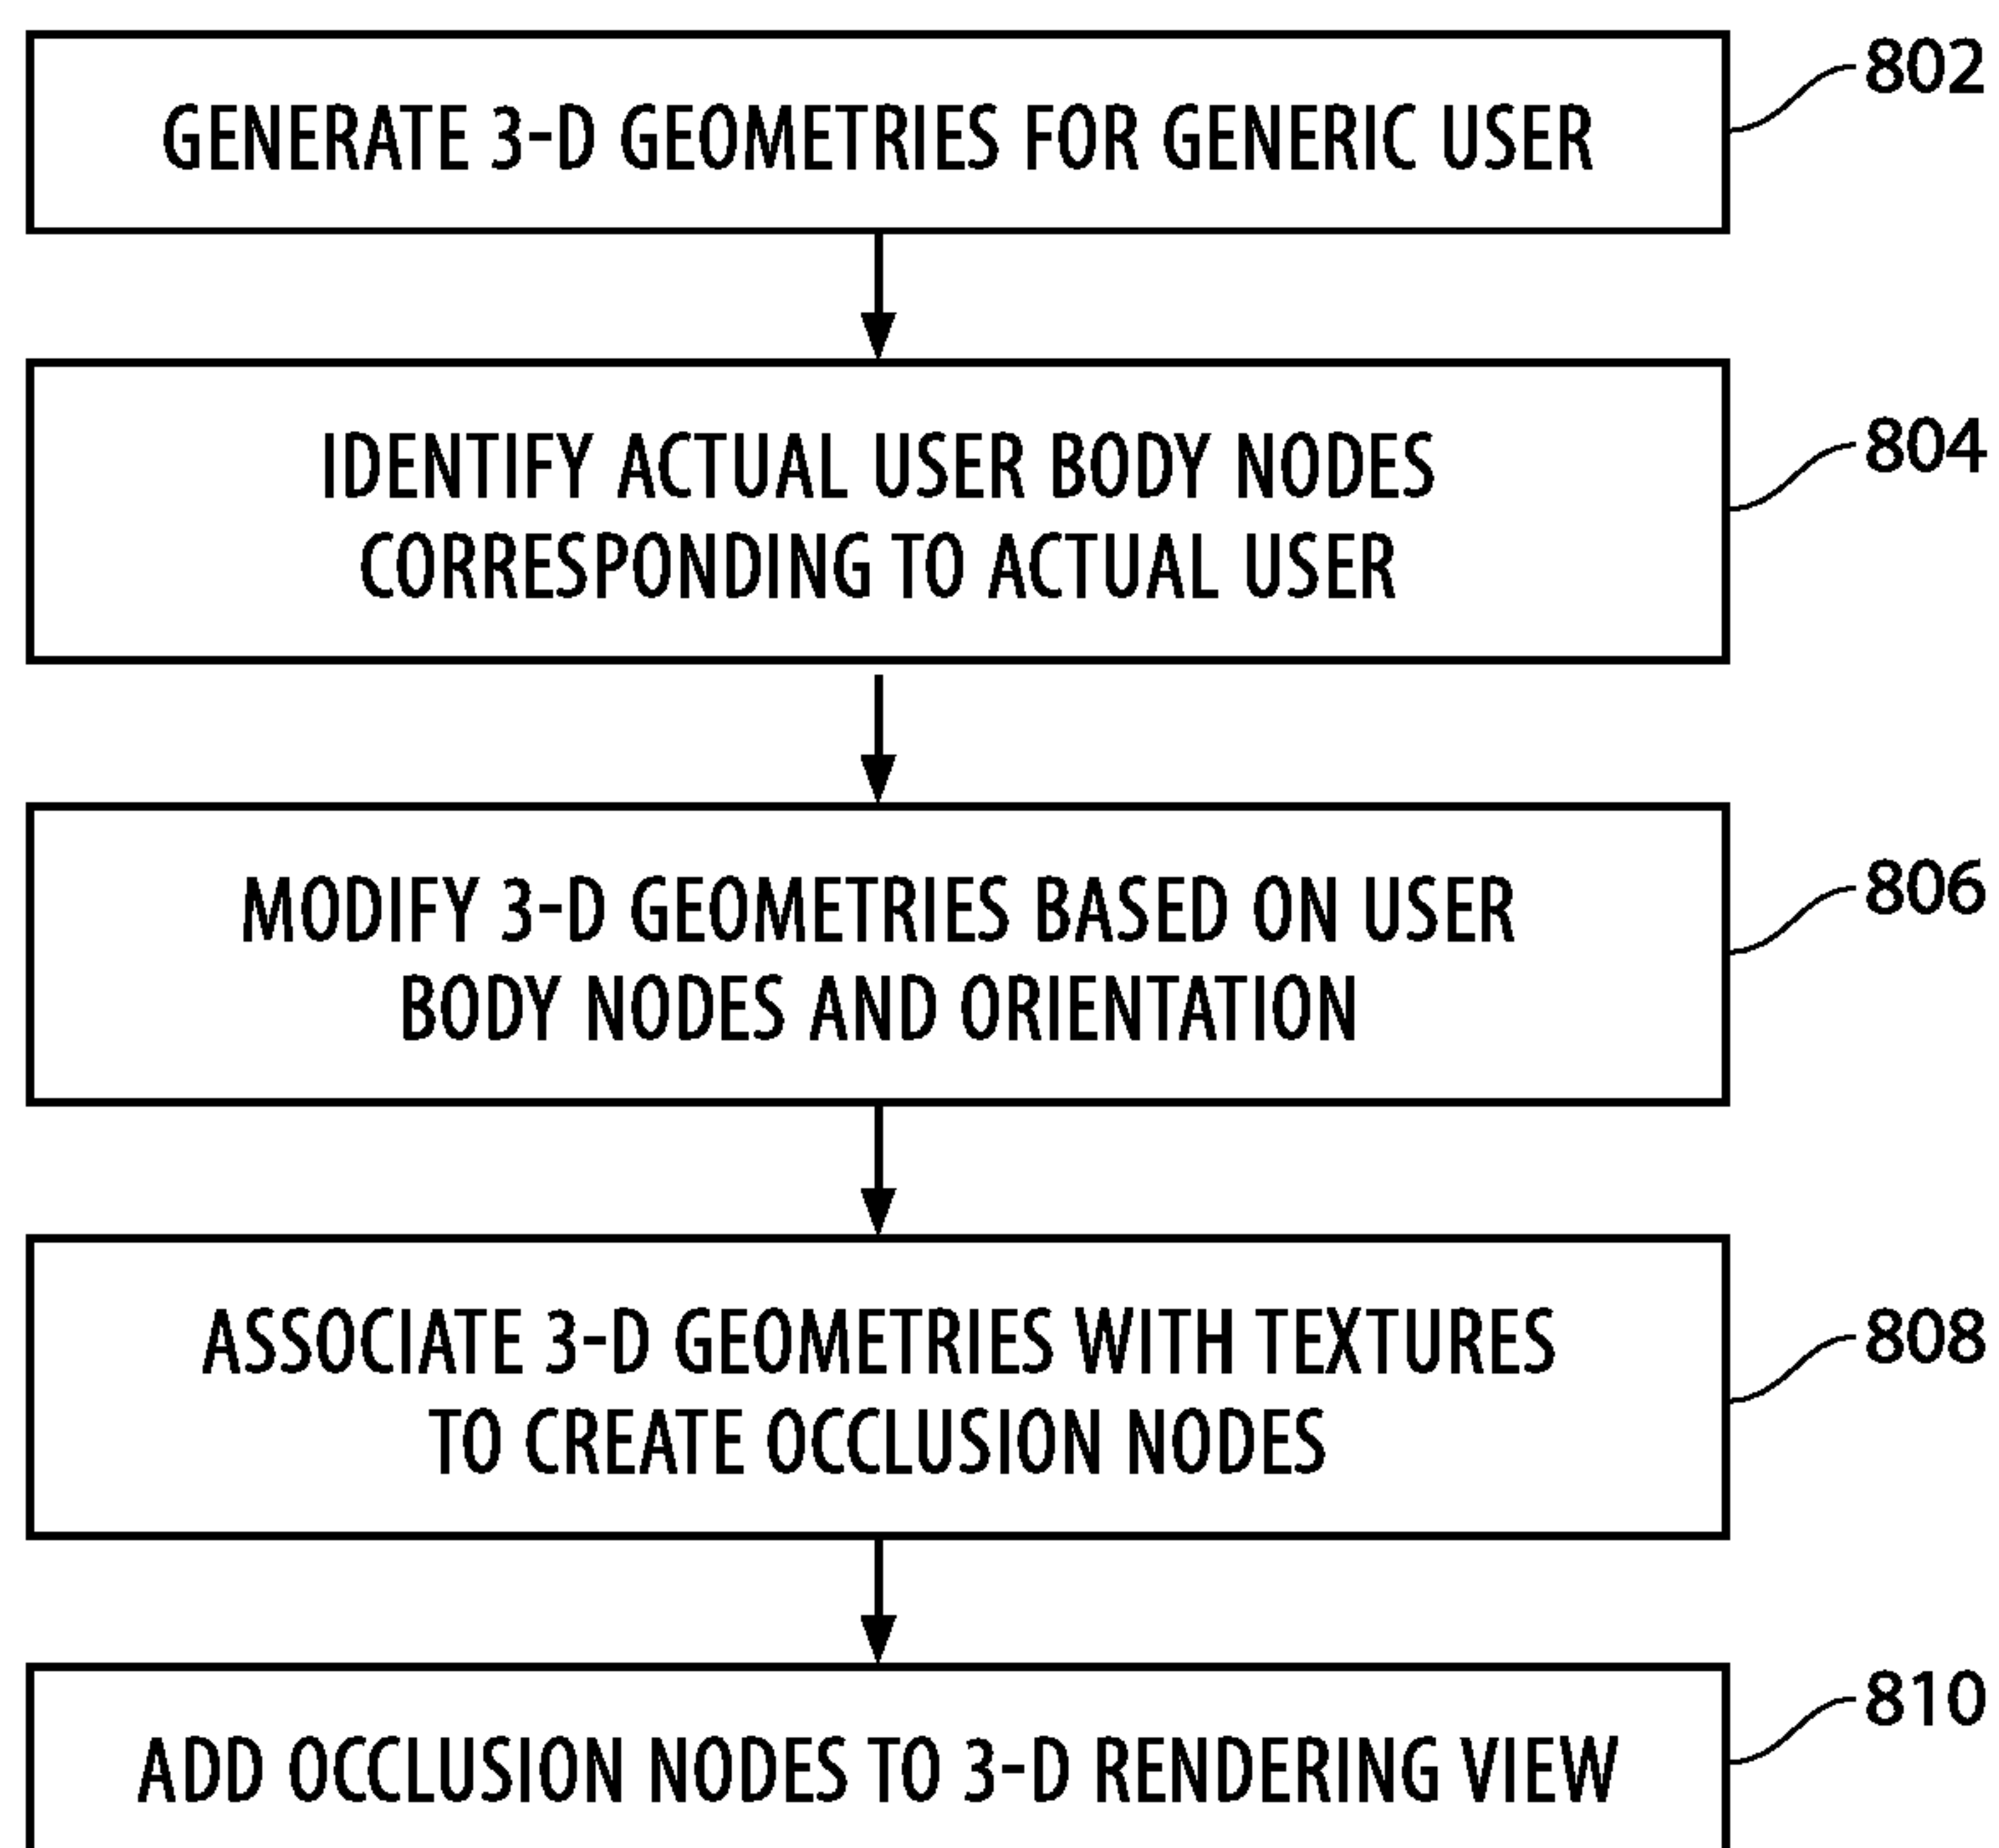 GENERATE 3-D GEOMETRIES FOR GENERIC USER
802
IDENTIFY ACTUAL USER BODY NODES
CORRESPONDING TO ACTUAL USER
804
MODIFY 3-D GEOMETRIES BASED ON USER
BODY NODES AND ORIENTATION
806
ASSOCIATE 3-D GEOMETRIES WITH TEXTURES
TO CREATE OCCLUSION NODES
808
ADD OCCLUSION NODES TO 3-D RENDERING VIEW
810